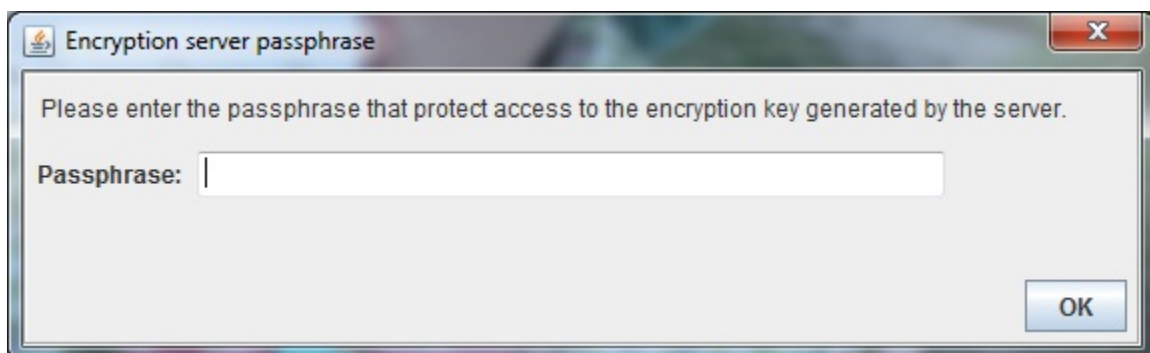 Encryption server passphrase
Please enter the passphrase that protect access to the encryption key generated by the server.
Passphrase:
OK